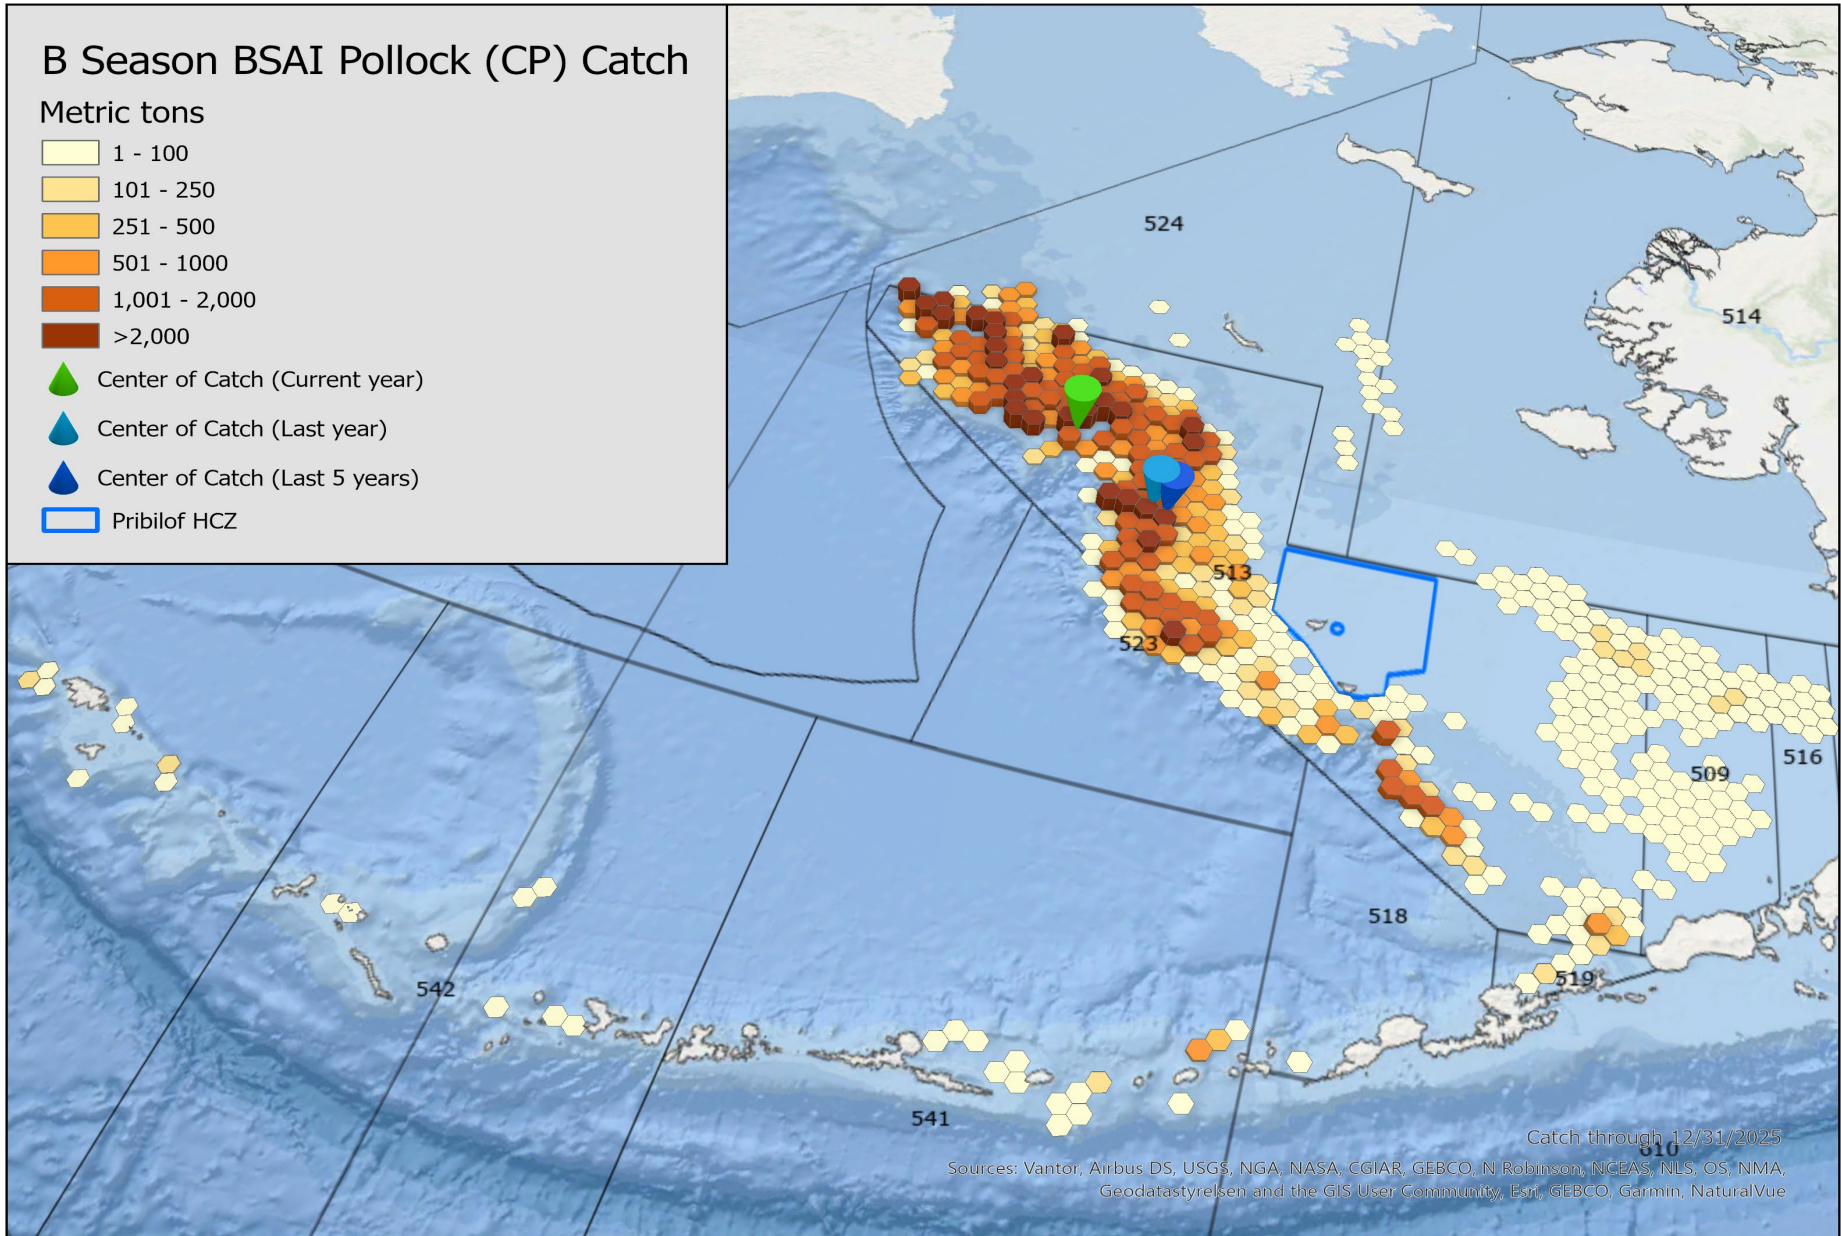 B Season BSAI Pollock (CP) Catch
Metric tons
1 - 100
101 - 250
251 - 500
501 - 1000
1,001 - 2,000
>2,000
Center of Catch (Current year)
Center of Catch (Last year)
Center of Catch (Last 5 years)
Pribilof HCZ
524
514
513
523
516
509
518
519
542
541
610
Catch through 12/31/2025
Sources: Vantor, Airbus DS, USGS, NGA, NASA, CGIAR, GEBCO, N Robinson, NCEAS, NLS, OS, NMA,
Geodatastyrelsen and the GIS User Community, Esri, GEBCO, Garmin, NaturalVue